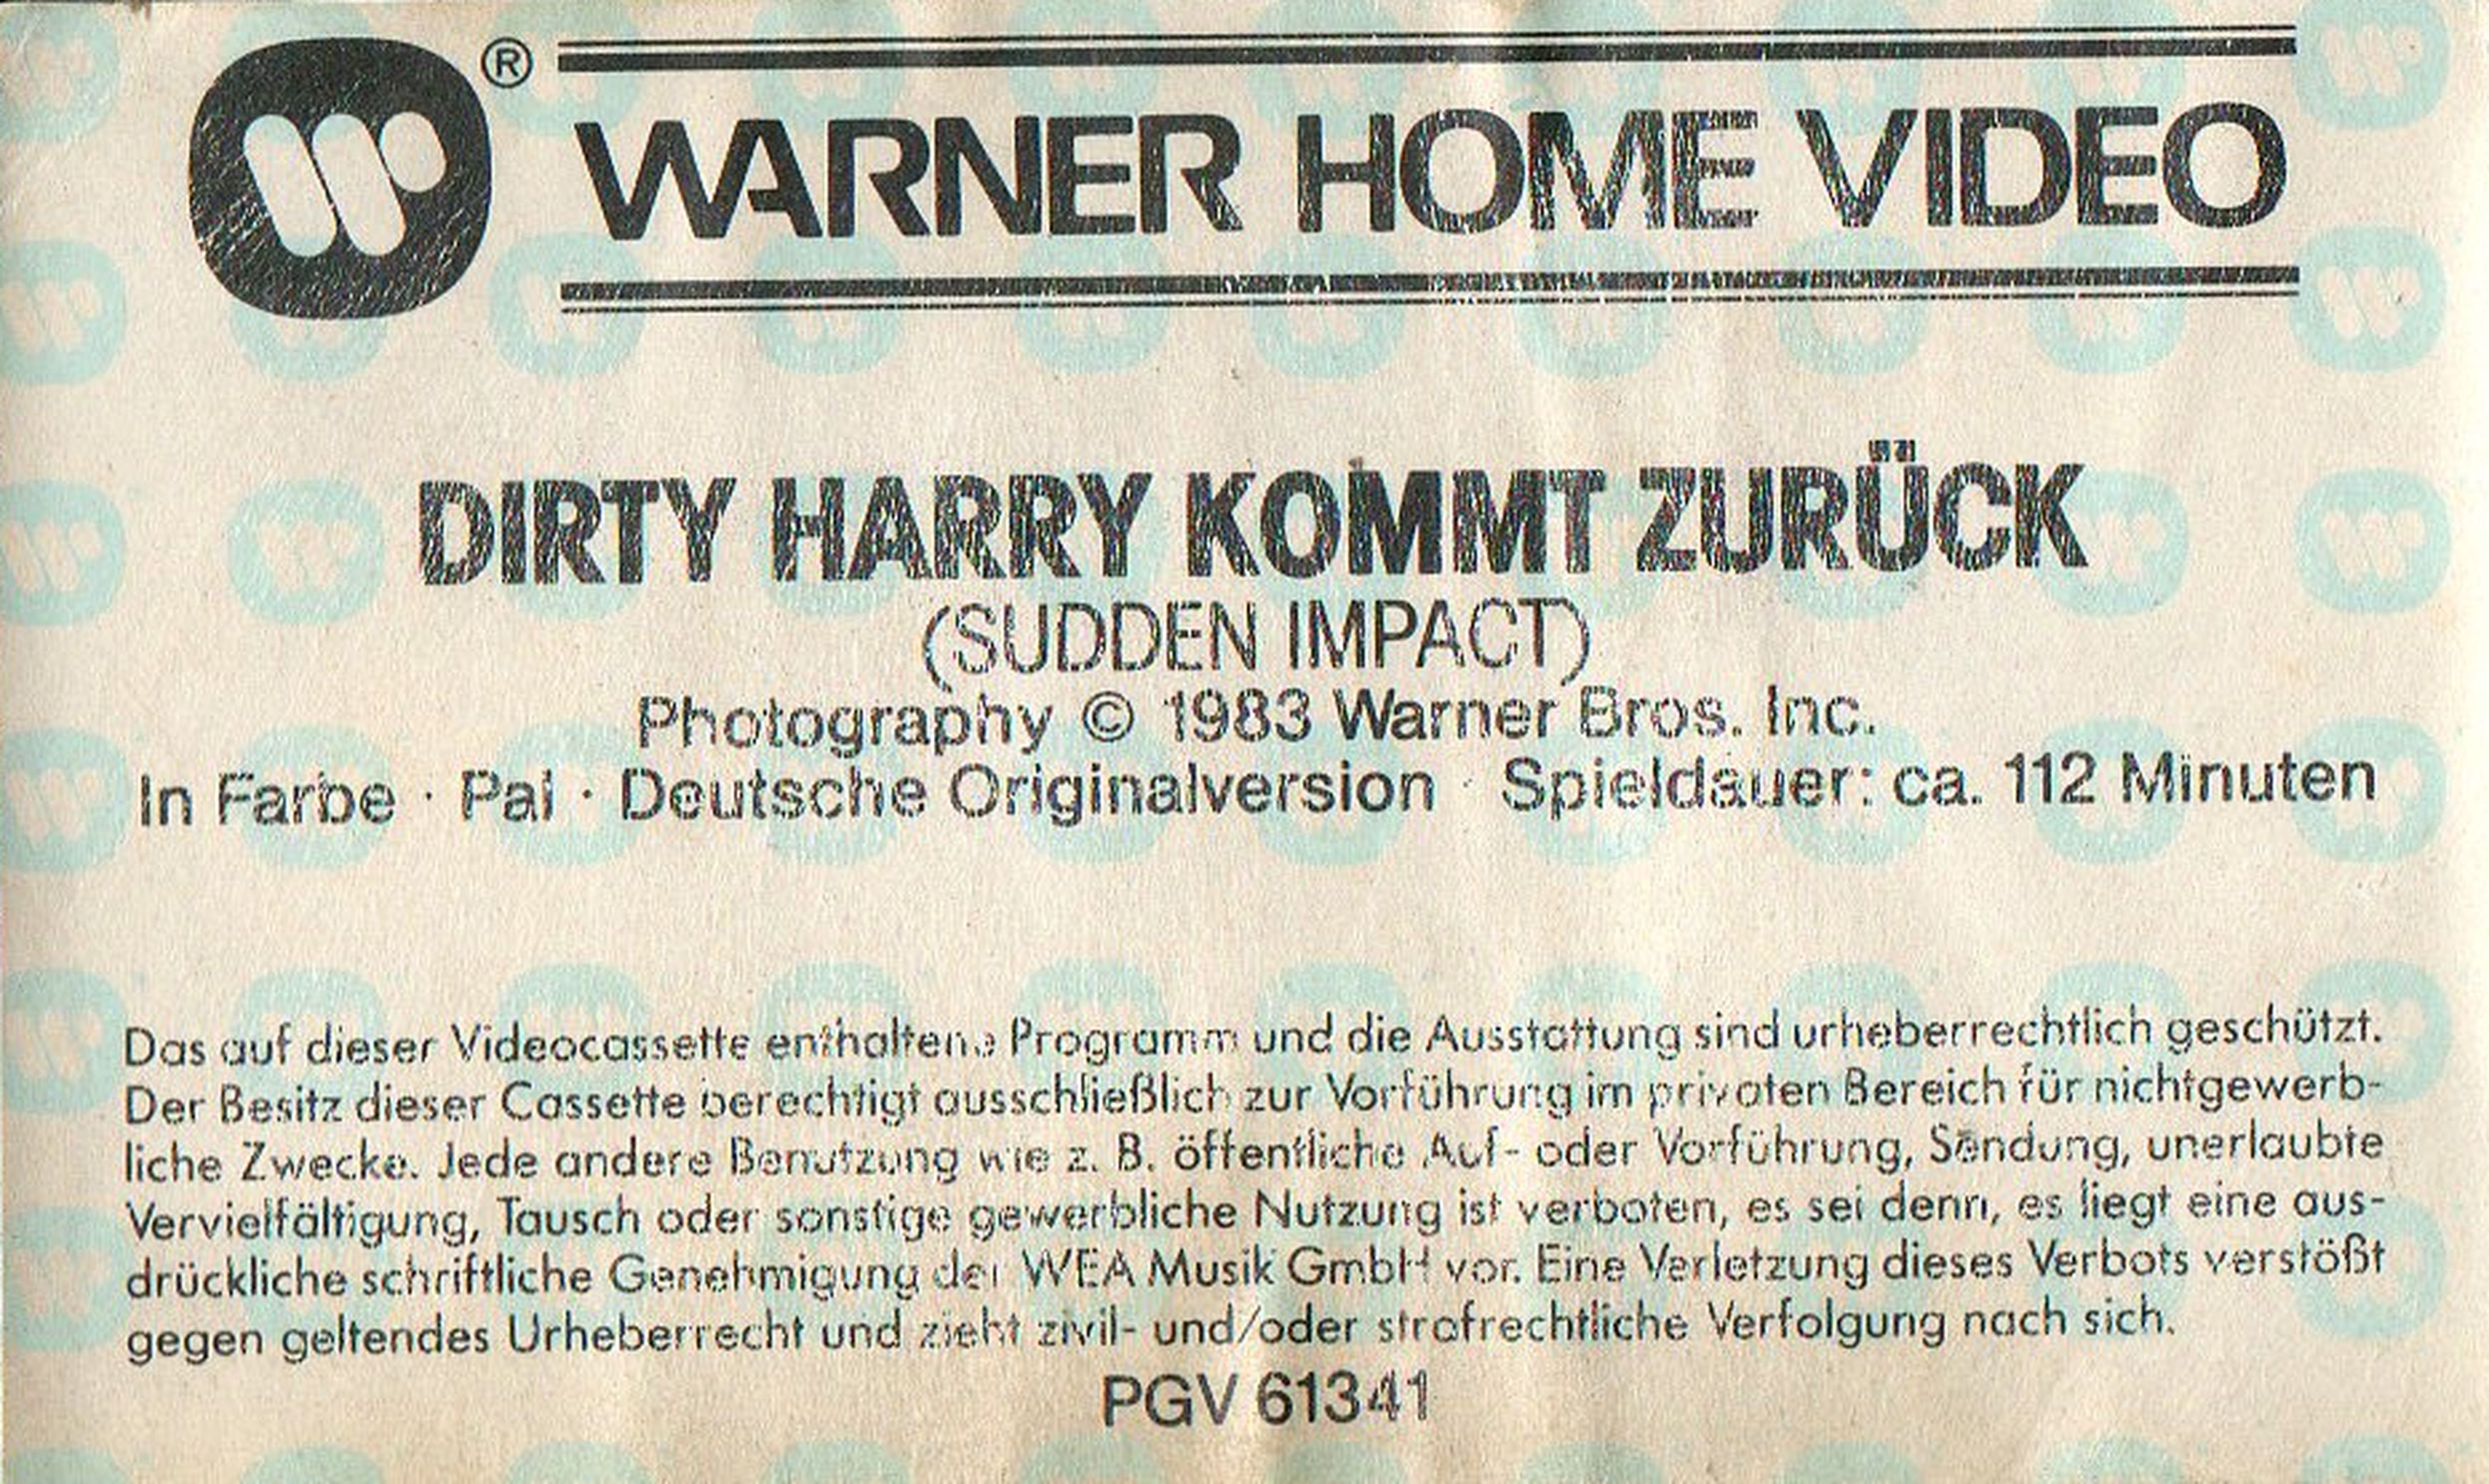 ®
WARNER HOME VIDEO
DIRTY HARRY KOMMT ZURÜCK
(SUDDEN IMPACT)
Photography © 1983 Warner Bros. Inc.
In Farbe · Pal · Deutsche Originalversion · Spieldauer: ca. 112 Minuten
Das auf dieser Videocassette enthaltene Programm und die Ausstattung sind urheberrechtlich geschützt.
Der Besitz dieser Cassette berechtigt ausschließlich zur Vorführung im privaten Bereich für nichtgewerb-
liche Zwecke. Jede andere Benutzung wie z. B. öffentliche Auf- oder Vorführung, Sendung, unerlaubte
Vervielfältigung, Tausch oder sonstige gewerbliche Nutzung ist verboten, es sei denn, es liegt eine aus-
drückliche schriftliche Genehmigung der WEA Musik GmbH vor. Eine Verletzung dieses Verbots verstößt
gegen geltendes Urheberrecht und zieht zivil- und/oder strafrechtliche Verfolgung nach sich.
PGV 61341